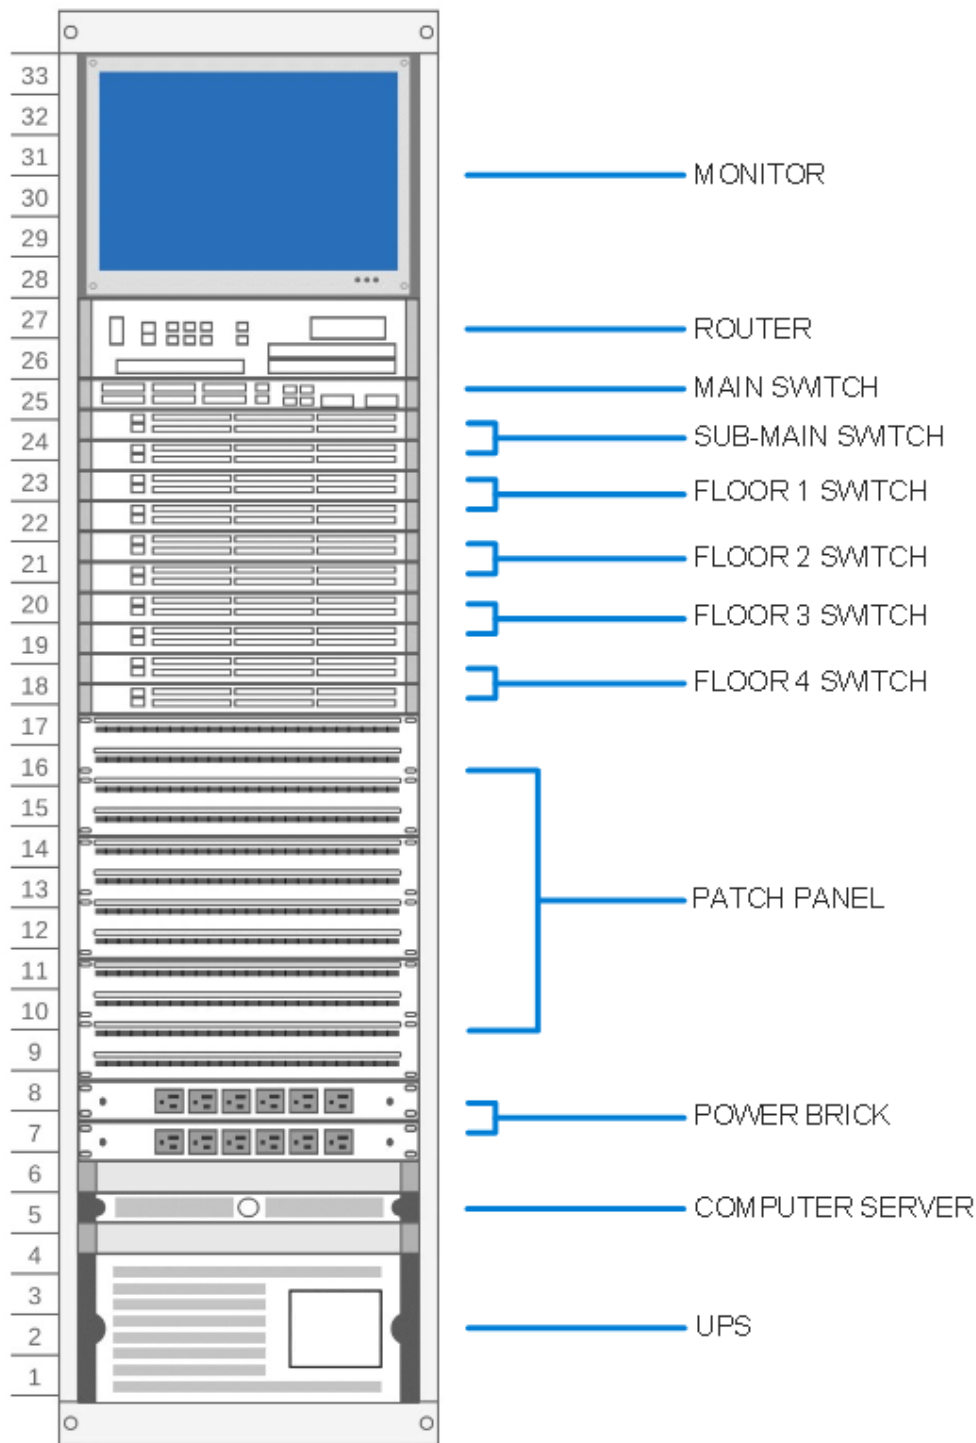 33
32
31
30
29
28
27
26
25
24
23
22
21
20
19
18
17
16
15
14
13
12
11
10
9
8
7
6
5
4
3
2
1
MONITOR
ROUTER
MAIN SWITCH
SUB-MAIN SWITCH
FLOOR 1 SWITCH
FLOOR 2 SWITCH
FLOOR 3 SWITCH
FLOOR 4 SWITCH
PATCH PANEL
POWER BRICK
COMPUTER SERVER
UPS